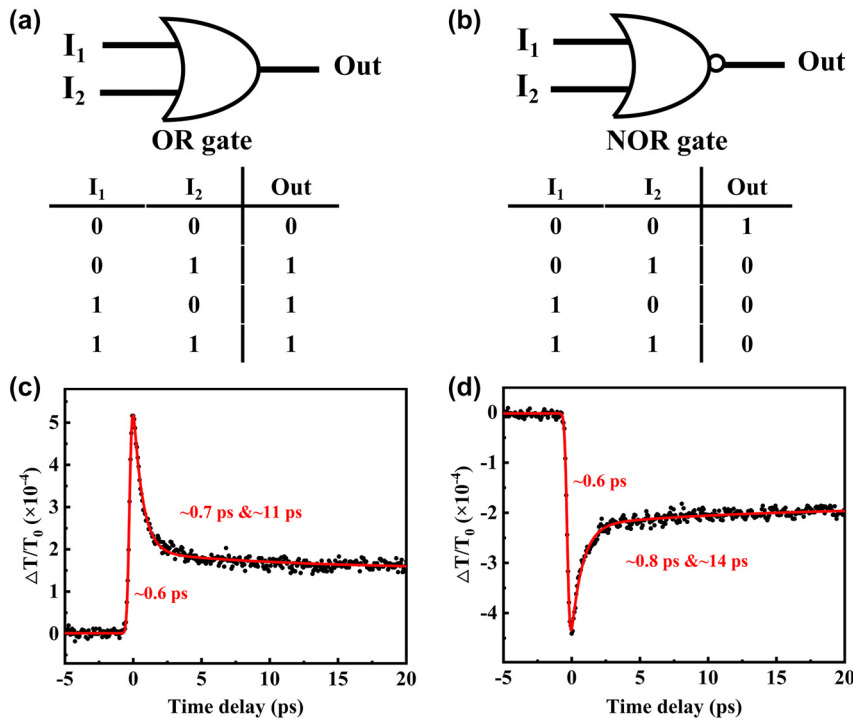 (a)
I₁
I₂
Out
OR gate
I₁ I₂ Out
0 0 0
0 1 1
1 0 1
1 1 1
(b)
I₁
I₂
Out
NOR gate
I₁ I₂ Out
0 0 1
0 1 0
1 0 0
1 1 0
(c)
△T/T₀ (×10⁻⁴)
5
4
3
2
1
0
~0.7 ps &~11 ps
~0.6 ps
-5 0 5 10 15 20
Time delay (ps)
(d)
△T/T₀ (×10⁻⁴)
0
-1
-2
-3
-4
~0.6 ps
~0.8 ps &~14 ps
-5 0 5 10 15 20
Time delay (ps)